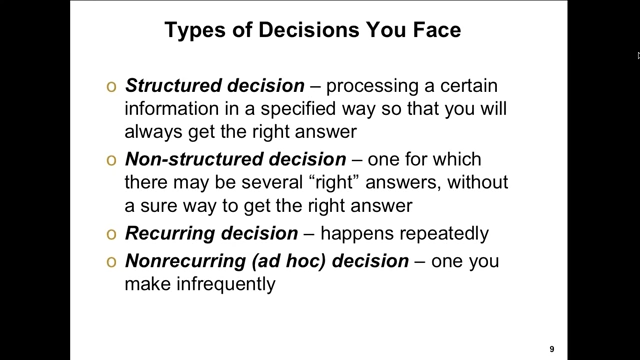 Types of Decisions You Face
o Structured decision – processing a certain
information in a specified way so that you will
always get the right answer
o Non-structured decision – one for which
there may be several “right” answers, without
a sure way to get the right answer
o Recurring decision – happens repeatedly
o Nonrecurring (ad hoc) decision – one you
make infrequently
9